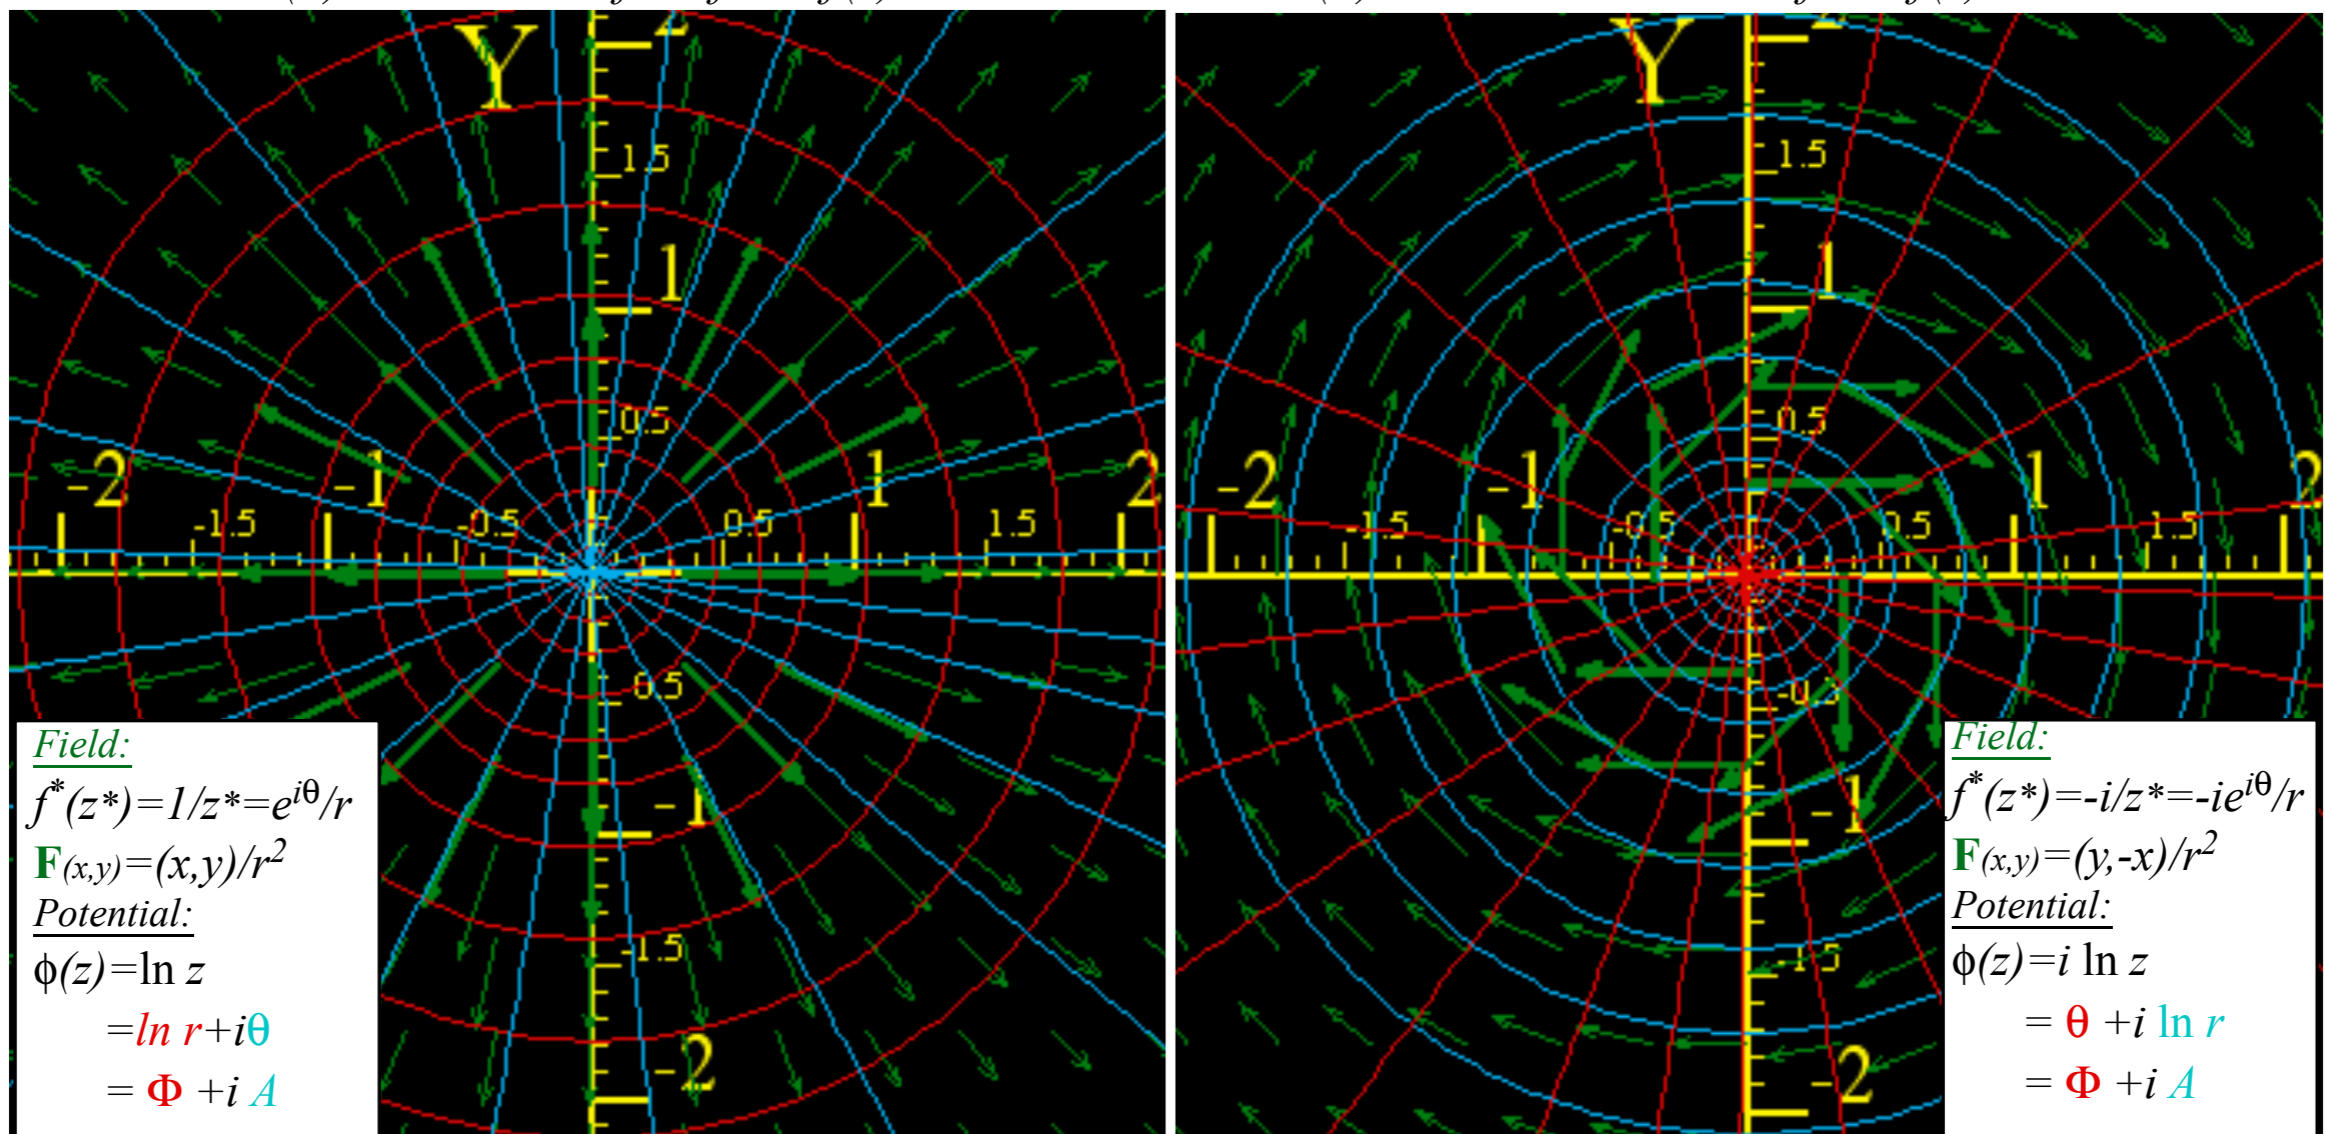 Y
2
1.5
1
0.5
-2
-1
1
2
-1.5
-0.5
0.5
1.5
0.5
-1
-1.5
-2
Field:
f*(z*)=1/z*=e^{iθ}/r
F(x,y)=(x,y)/r²
Potential:
ϕ(z)=ln z
=ln r+iθ
= Φ +i A
Y
2
1.5
1
0.5
-2
-1
1
2
-1.5
-0.5
0.5
1.5
-1
-1.5
-2
Field:
f*(z*)=-i/z*=-ie^{iθ}/r
F(x,y)=(y,-x)/r²
Potential:
ϕ(z)=i ln z
= θ +i ln r
= Φ +i A